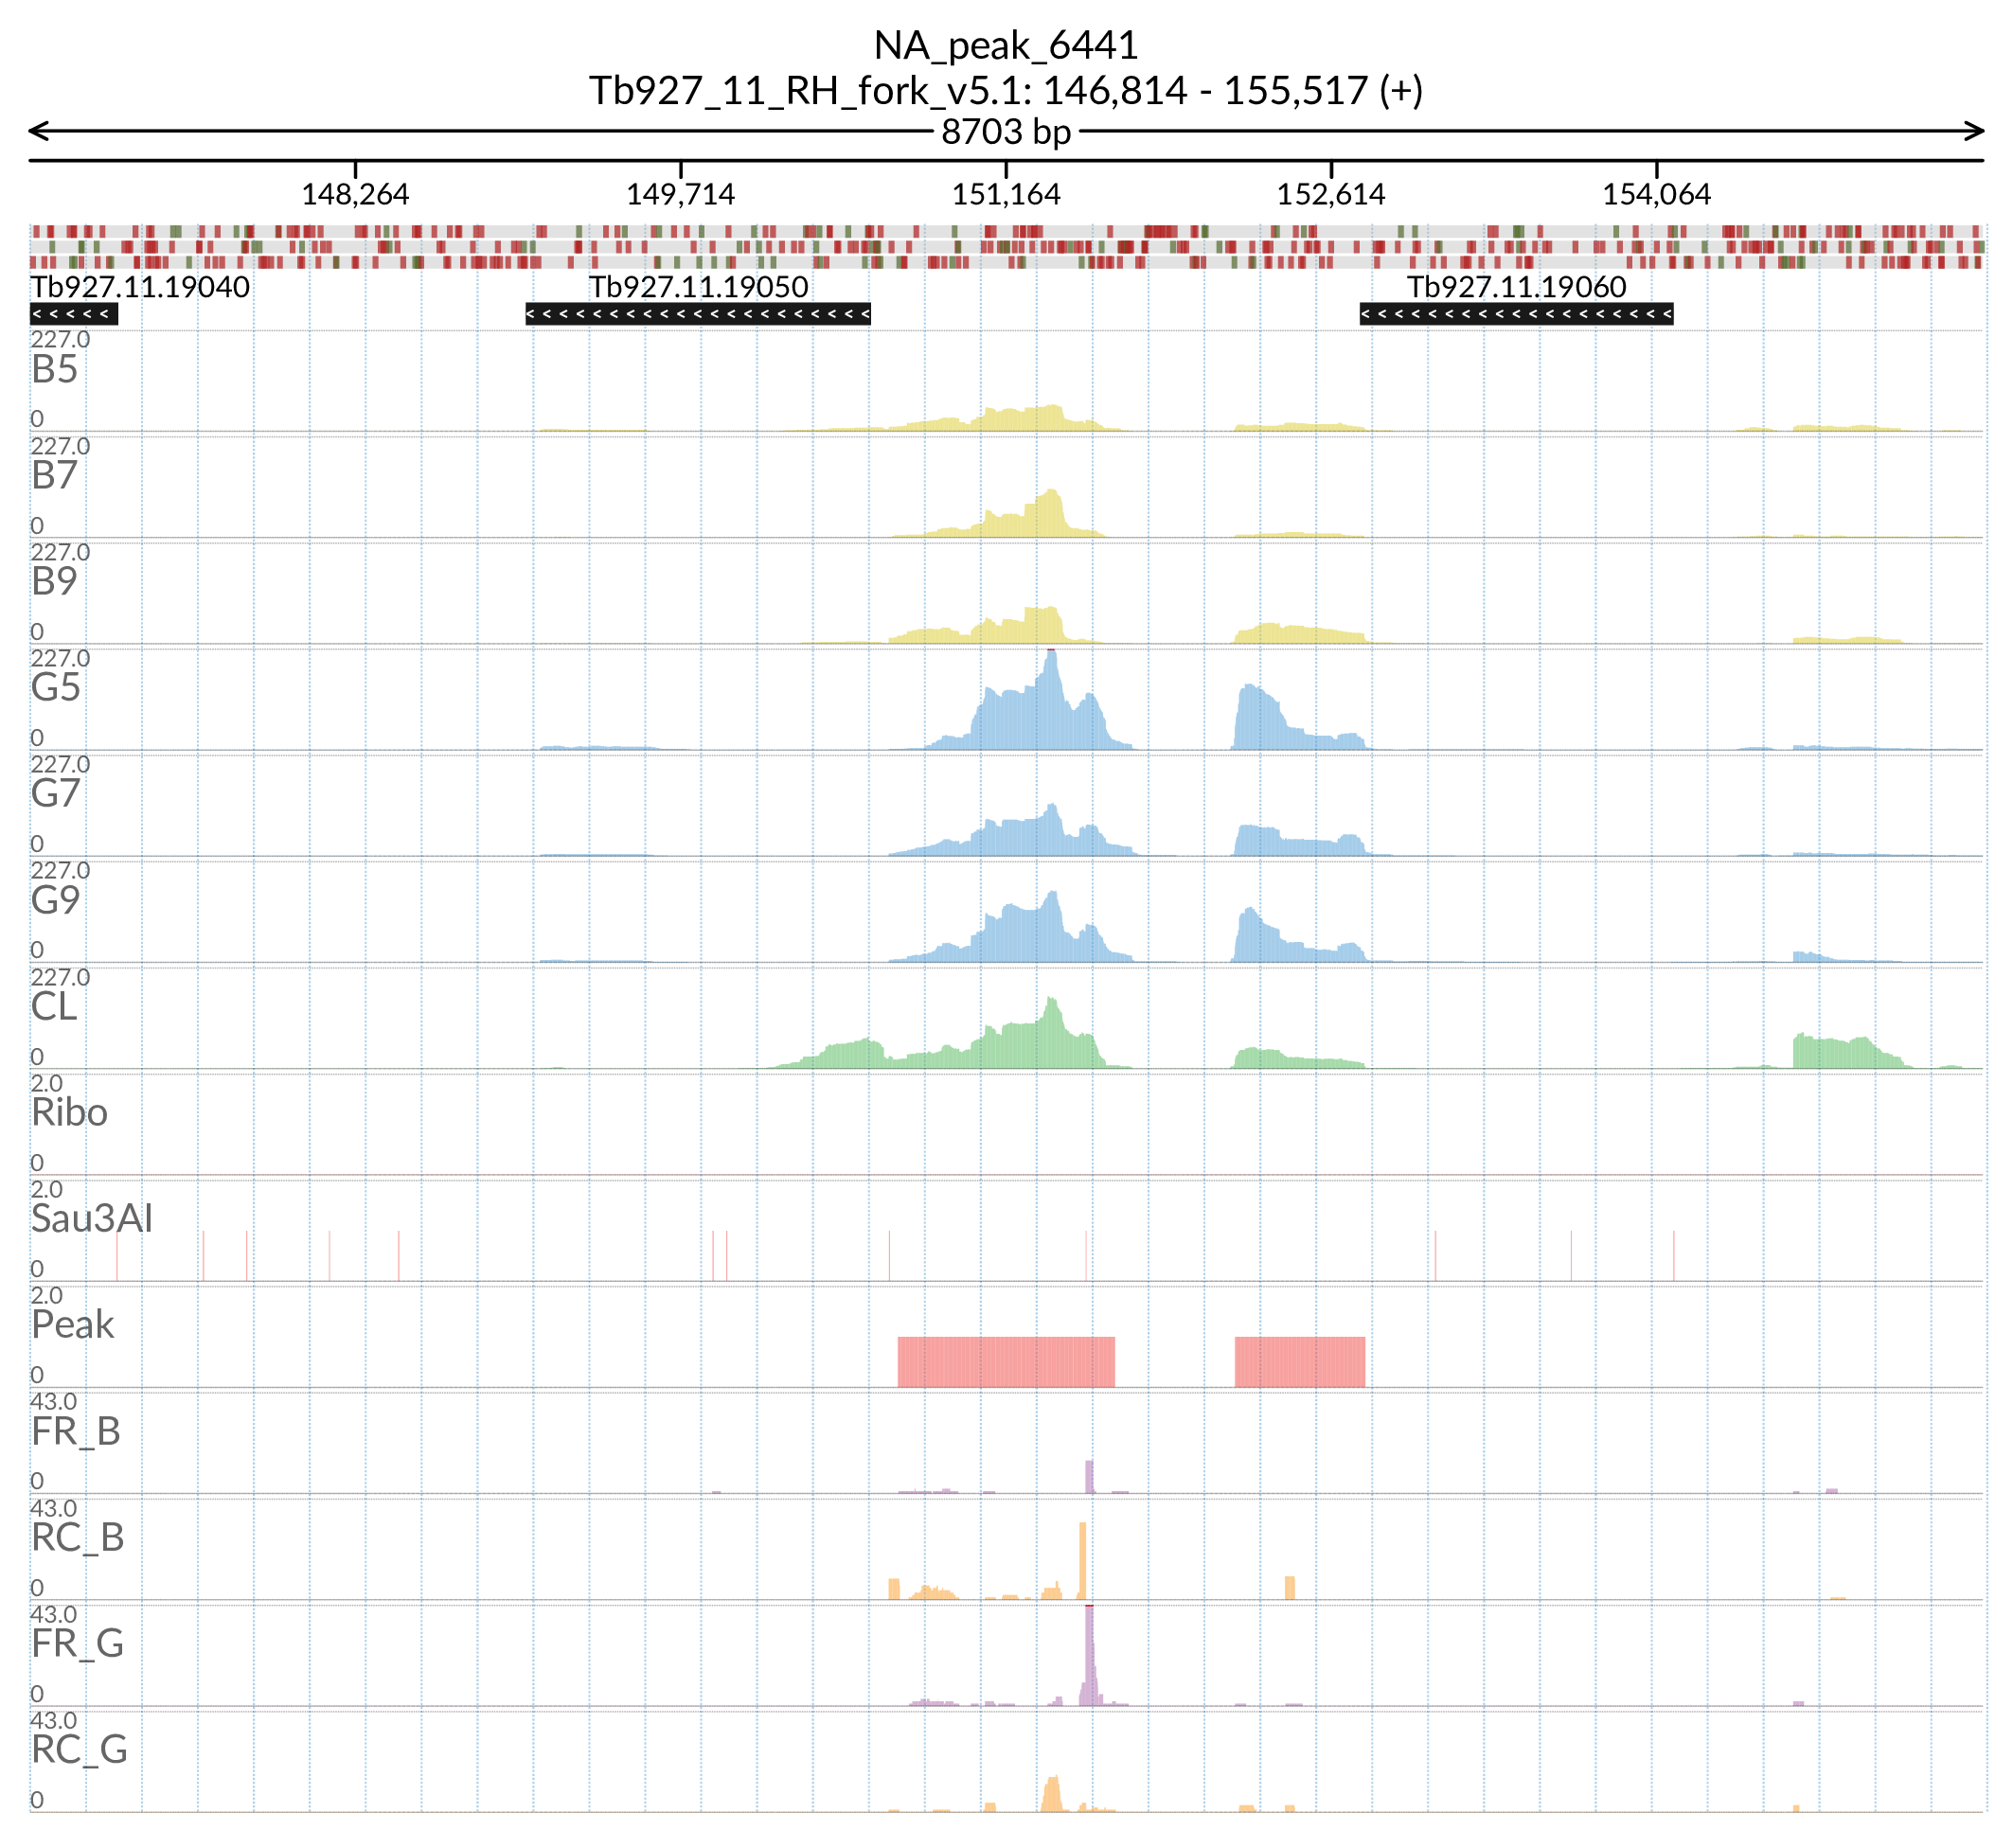 NA_peak_6441
Tb927_11_RH_fork_v5.1: 146,814 - 155,517 (+)
8703 bp
148,264 149,714 151,164 152,614 154,064
Tb927.11.19040 Tb927.11.19050 Tb927.11.19060
227.0
B5
0
227.0
B7
0
227.0
B9
0
227.0
G5
0
227.0
G7
0
227.0
G9
0
227.0
CL
0
2.0
Ribo
0
2.0
Sau3AI
0
2.0
Peak
0
43.0
FR_B
0
43.0
RC_B
0
43.0
FR_G
0
43.0
RC_G
0